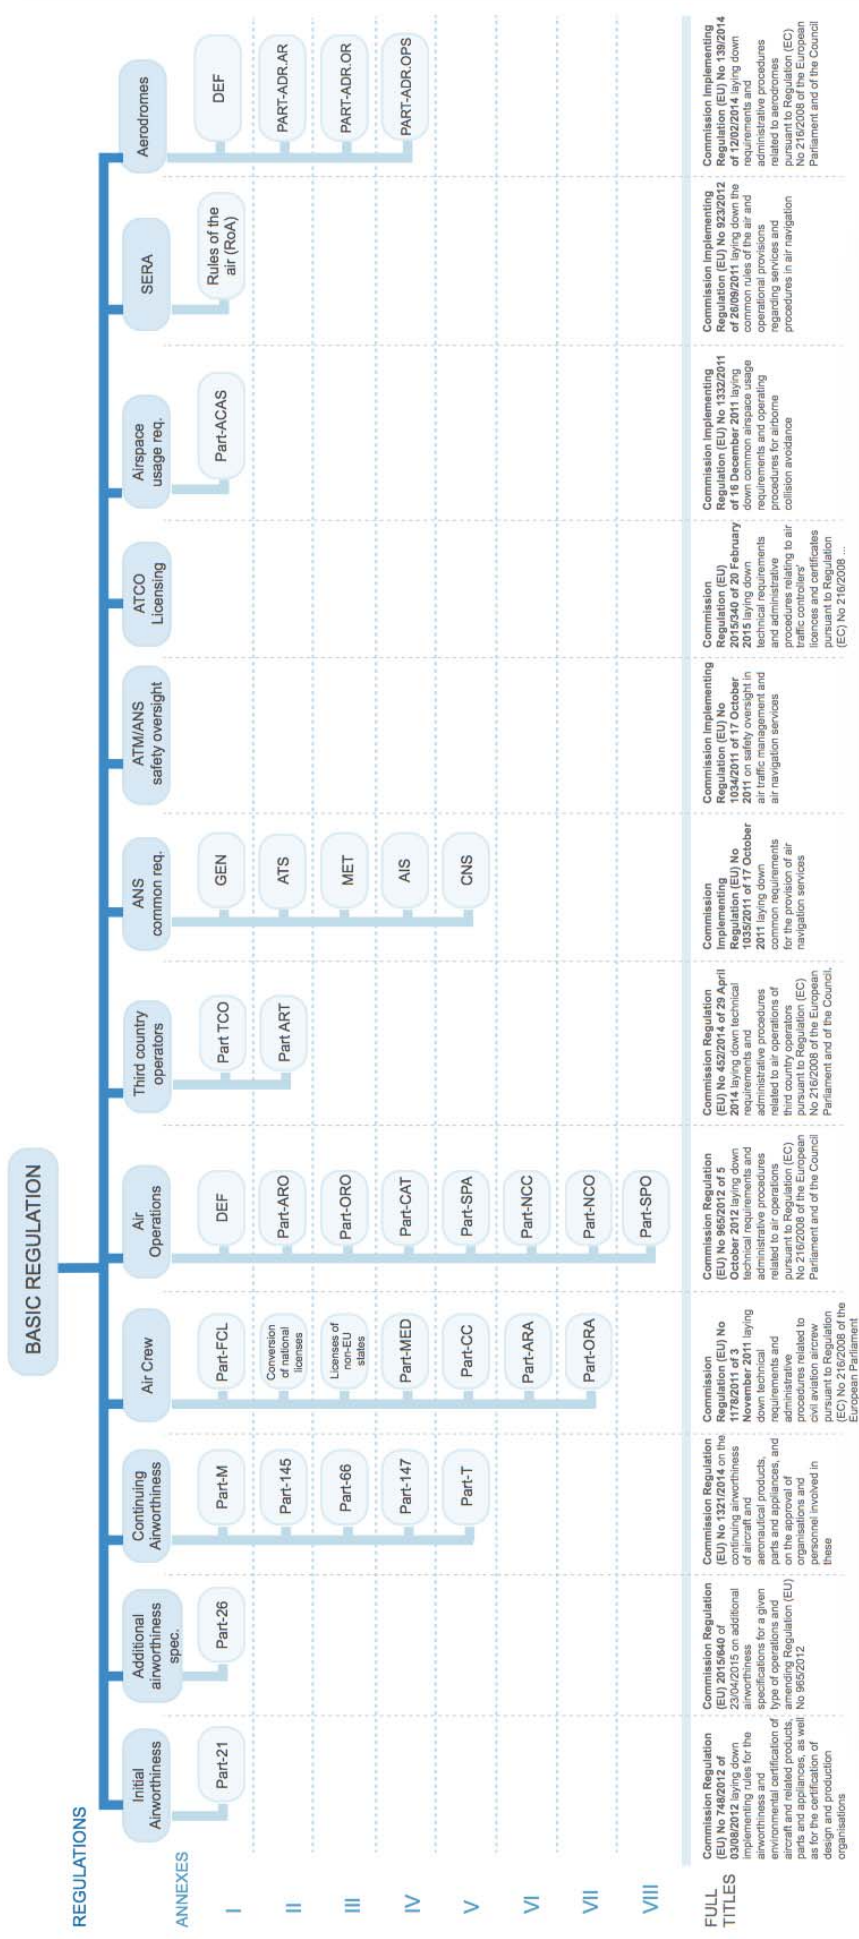 BASIC REGULATION
REGULATIONS
Initial
Airworthiness
Additional
airworthiness
spec.
Continuing
Airworthiness
Air Crew
Air
Operations
Third country
operators
ANS
common req.
ATM/ANS
safety oversight
ATCO
Licensing
Airspace
usage req.
SERA
Aerodromes
ANNEXES
I
Part-21
Part-26
Part-M
Part-FCL
DEF
Part TCO
GEN
Part-ACAS
Rules of the
air (RoA)
DEF
II
Part-145
Conversion
of national
licenses
Part-ARO
Part ART
ATS
PART-ADR.AR
III
Part-66
Licenses of
non-EU
states
Part-ORO
MET
PART-ADR.OR
IV
Part-147
Part-MED
Part-CAT
AIS
PART-ADR.OPS
V
Part-T
Part-CC
Part-SPA
CNS
VI
Part-ARA
Part-NCC
VII
Part-ORA
Part-NCO
VIII
Part-SPO
FULL
TITLES
Commission Regulation
(EU) No 748/2012 of
03/08/2012 laying down
implementing rules for the
airworthiness and
environmental certification of
aircraft and related products,
parts and appliances, as well
as for the certification of
design and production
organisations
Commission Regulation
(EU) 2015/640 of
23/04/2015 on additional
airworthiness
specifications for a given
type of operations and
amending Regulation (EU)
No 965/2012
Commission Regulation
(EU) No 1321/2014 on the
continuing airworthiness
of aircraft and
aeronautical products,
parts and appliances, and
on the approval of
organisations and
personnel involved in
these
Commission
Regulation (EU) No
1178/2011 of 3
November 2011 laying
down technical
requirements and
administrative
procedures related to
civil aviation aircrew
pursuant to Regulation
(EC) No 216/2008 of the
European Parliament
Commission Regulation
(EU) No 965/2012 of 5
October 2012 laying down
technical requirements and
administrative procedures
related to air operations
pursuant to Regulation (EC)
No 216/2008 of the European
Parliament and of the Council
Commission Regulation
(EU) No 452/2014 of 29 April
2014 laying down technical
requirements and
administrative procedures
related to air operations of
third country operators
pursuant to Regulation (EC)
No 216/2008 of the European
Parliament and of the Council.
Commission
Implementing
Regulation (EU) No
1035/2011 of 17 October
2011 laying down
common requirements
for the provision of air
navigation services
Commission Implementing
Regulation (EU) No
1034/2011 of 17 October
2011 on safety oversight in
air traffic management and
air navigation services
Commission
Regulation (EU)
2015/340 of 20 February
2015 laying down
technical requirements
and administrative
procedures relating to air
traffic controllers'
licences and certificates
pursuant to Regulation
(EC) No 216/2008 ...
Commission Implementing
Regulation (EU) No 1332/2011
of 16 December 2011 laying
down common airspace usage
requirements and operating
procedures for airborne
collision avoidance
Commission Implementing
Regulation (EU) No 923/2012
of 26/09/2011 laying down the
common rules of the air and
operational provisions
regarding services and
procedures in air navigation
Commission Implementing
Regulation (EU) No 139/2014
of 12/02/2014 laying down
requirements and
administrative procedures
related to aerodromes
pursuant to Regulation (EC)
No 216/2008 of the European
Parliament and of the Council